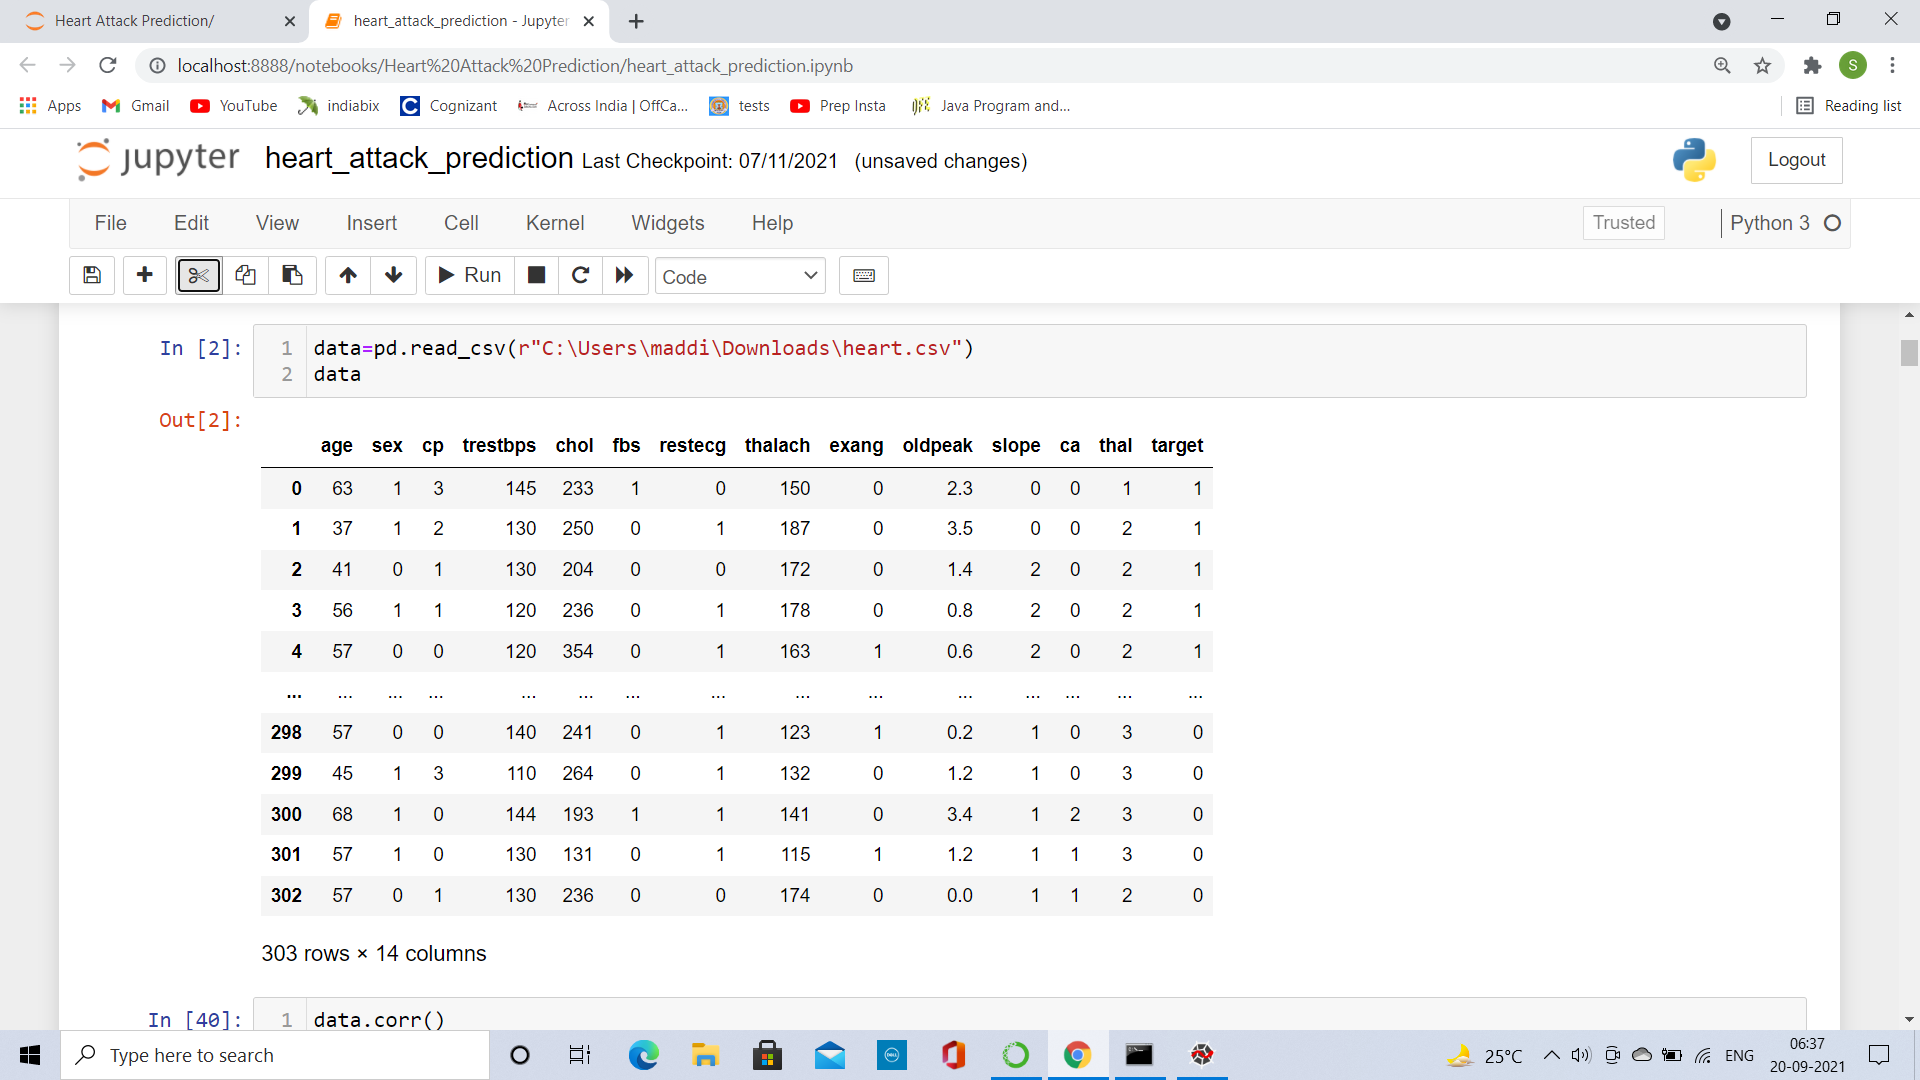 Heart Attack Prediction/
heart_attack_prediction - Jupyter
localhost:8888/notebooks/Heart%20Attack%20Prediction/heart_attack_prediction.ipynb
S
Apps Gmail YouTube indiabix Cognizant Across India | OffCa... tests Prep Insta Java Program and... Reading list
jupyter heart_attack_prediction Last Checkpoint: 07/11/2021 (unsaved changes) Logout
File Edit View Insert Cell Kernel Widgets Help Trusted Python 3
Run Code
In [2]: 1 data=pd.read_csv(r"C:\Users\maddi\Downloads\heart.csv")
2 data
Out[2]:
age sex cp trestbps chol fbs restecg thalach exang oldpeak slope ca thal target
0 63 1 3 145 233 1 0 150 0 2.3 0 0 1 1
1 37 1 2 130 250 0 1 187 0 3.5 0 0 2 1
2 41 0 1 130 204 0 0 172 0 1.4 2 0 2 1
3 56 1 1 120 236 0 1 178 0 0.8 2 0 2 1
4 57 0 0 120 354 0 1 163 1 0.6 2 0 2 1
... ... ... ... ... ... ... ... ... ... ... ... ... ... ...
298 57 0 0 140 241 0 1 123 1 0.2 1 0 3 0
299 45 1 3 110 264 0 1 132 0 1.2 1 0 3 0
300 68 1 0 144 193 1 1 141 0 3.4 1 2 3 0
301 57 1 0 130 131 0 1 115 1 1.2 1 1 3 0
302 57 0 1 130 236 0 0 174 0 0.0 1 1 2 0
303 rows × 14 columns
In [40]: 1 data.corr()
Type here to search
25°C ENG
06:37
20-09-2021